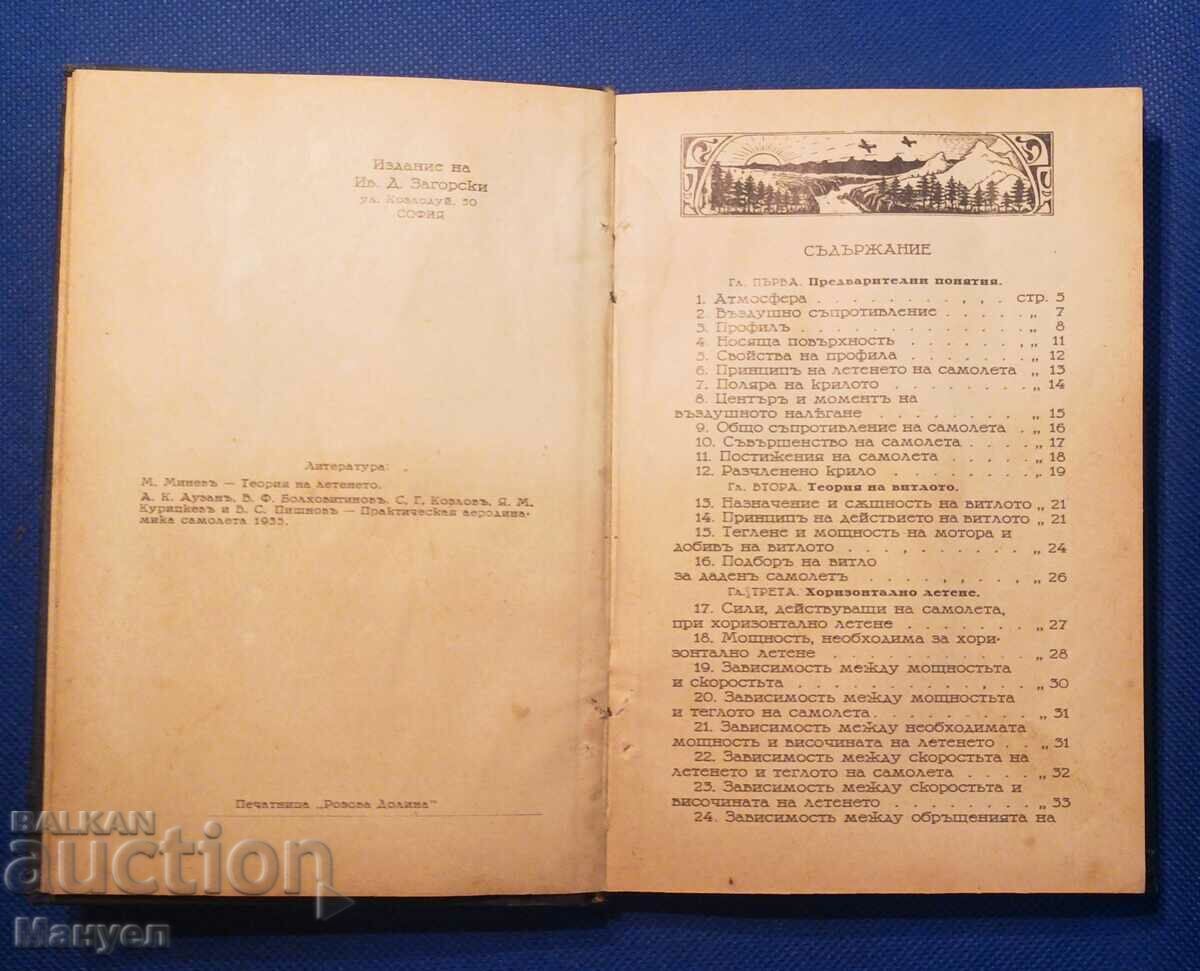 Издание на
Ив. Д. Загорски
ул. Козлодуй, 50
СОФИЯ
Литература:
М. Миневъ — Теория на летенето.
А. К. Аузанъ, В. Ф. Болховитиновъ, С, Г, Козловъ, Я. М.
Курицкевъ и В. С. Пишновъ — Практическая аеродина-
мика самолета 1933.
Печатница „Розова Долина"
СЪДЪРЖАНИЕ
Гл. ПЪРВА. Предварителни понятия.
1. Атмосфера . . . . . . . . . , . стр. 5
2. Въздушно съпротивление . . . . . „ 7
3. Профилъ . . . . . . . . . . . . „ 8
4. Носяща повърхность . . . . . . ,„ 11
5. Свойства на профила . . . . . . „ 12
6. Принципъ на летенето на самолета „ 13
7. Поляра на крилото . . . . . . . „ 14
8. Центъръ и моментъ на
въздушното налѣгане . . . . . . . . „ 15
9. Общо съпротивление на самолета . „ 16
10. Съвършенство на самолета. . . . „ 17
11. Постижения на самолета . . . . „ 18
12. Разчленено крило . . . . . . . „ 19
Гл. ВТОРА. Теория на витлото.
13. Назначение и сѫщность на витлото „ 21
14. Принципъ на действието на витлото „ 21
15. Теглене и мощность на мотора и
добивъ на витлото . . , . . . . . . „ 24
16. Подборъ на витло
за даденъ самолетъ . . . . , . , . . „ 26
Гл. ТРЕТА. Хоризонтално летене.
17. Сили, действуващи на самолета,
при хоризонтално летене . . . . . . . „ 27
18. Мощность, необходима за хори-
зонтално летене . . . . . . . . . . „ 28
19. Зависимость между мощностьта
и скоростьта . . . . . . . . , . . „ 30
20. Зависимость между мощностьта
и теглото на самолета. . . . . . . . „ 31
21. Зависимость между необходимата
мощность и височината на летенето . . „ 31
22. Зависимость между скоростьта на
летенето и теглото на самолета . . . . „ 32
23. Зависимость между скоростьта и
височината на летенето . . . . . . . „ 33
24. Зависимость между обръщенията на
BALKAN
auction
Мануел